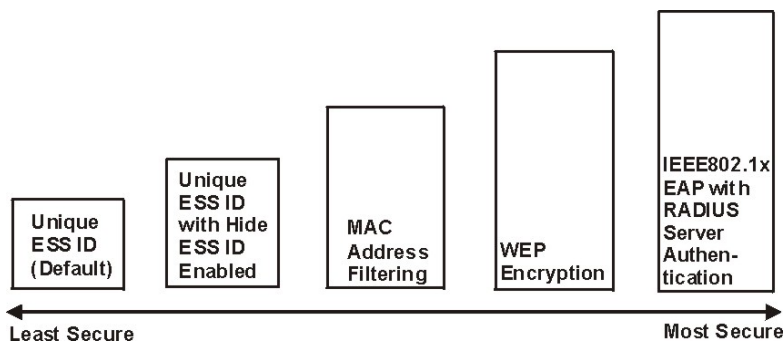 Unique
ESS ID
(Default)
Unique
ESS ID
with Hide
ESS ID
Enabled
MAC
Address
Filtering
WEP
Encryption
IEEE802.1x
EAP with
RADIUS
Server
Authen-
tication
Least Secure
Most Secure